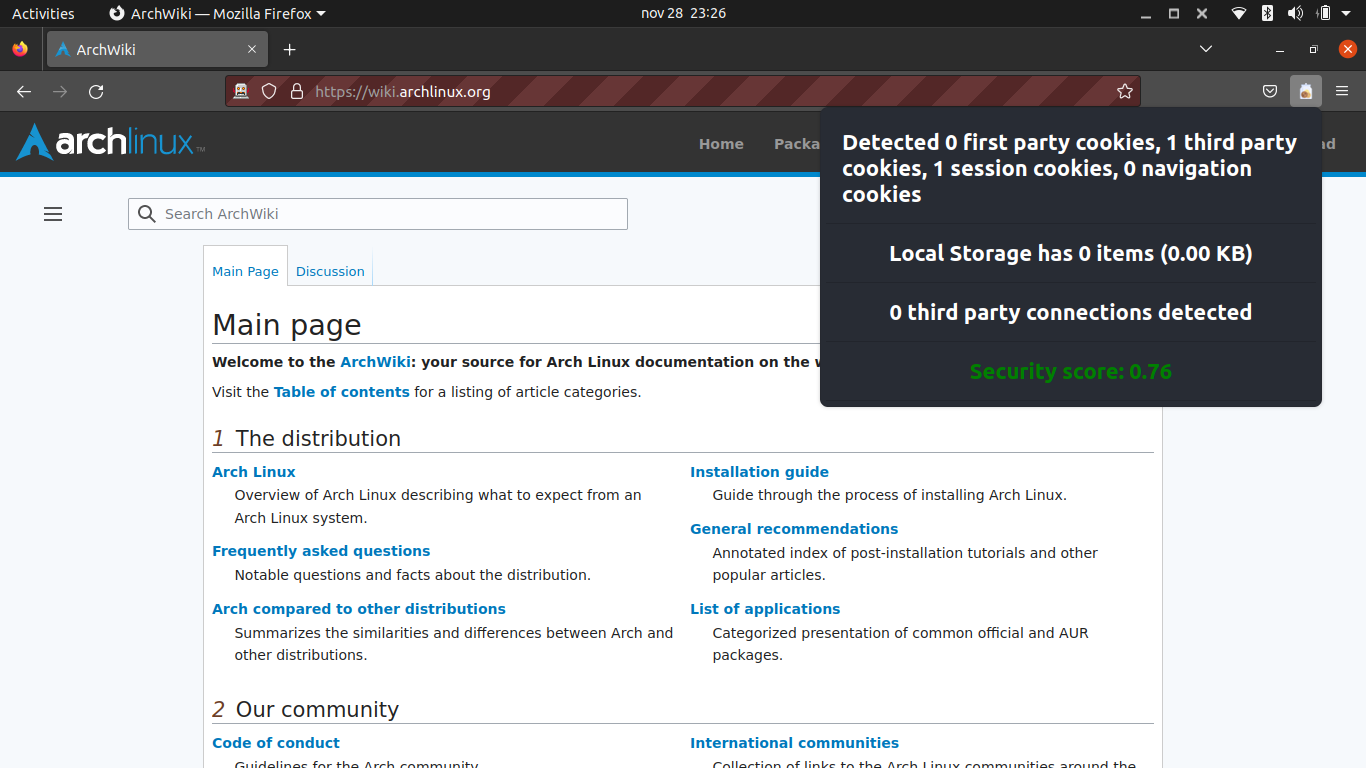 Activities
ArchWiki — Mozilla Firefox
nov 28 23:26
ArchWiki
https://wiki.archlinux.org
archlinux™
Home
Packa
Detected 0 first party cookies, 1 third party
cookies, 1 session cookies, 0 navigation
cookies
Local Storage has 0 items (0.00 KB)
0 third party connections detected
Security score: 0.76
Search ArchWiki
Main Page
Discussion
Main page
Welcome to the ArchWiki: your source for Arch Linux documentation on the
Visit the Table of contents for a listing of article categories.
1 The distribution
Arch Linux
Overview of Arch Linux describing what to expect from an
Arch Linux system.
Frequently asked questions
Notable questions and facts about the distribution.
Arch compared to other distributions
Summarizes the similarities and differences between Arch and
other distributions.
Installation guide
Guide through the process of installing Arch Linux.
General recommendations
Annotated index of post-installation tutorials and other
popular articles.
List of applications
Categorized presentation of common official and AUR
packages.
2 Our community
Code of conduct
Guidelines for the Arch community.
International communities
Collection of links to the Arch Linux communities around the